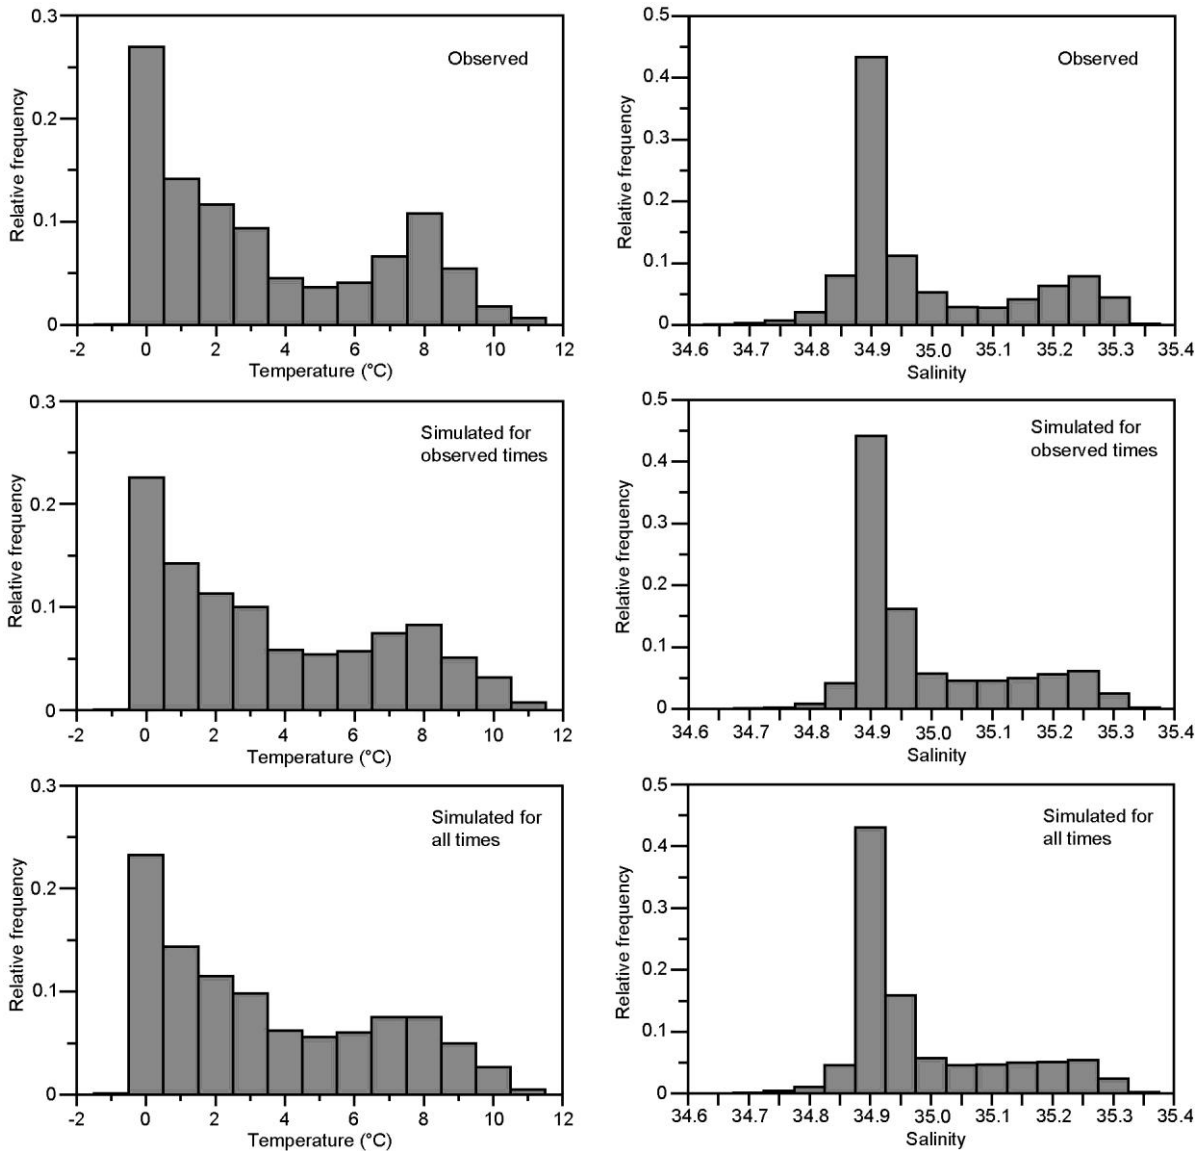 0.3
0.2
0.1
0
Relative frequency
Observed
-2 0 2 4 6 8 10 12
Temperature (°C)
0.5
0.4
0.3
0.2
0.1
0
Relative frequency
Observed
34.6 34.7 34.8 34.9 35.0 35.1 35.2 35.3 35.4
Salinity
0.3
0.2
0.1
0
Relative frequency
Simulated for
observed times
-2 0 2 4 6 8 10 12
Temperature (°C)
0.5
0.4
0.3
0.2
0.1
0
Relative frequency
Simulated for
observed times
34.6 34.7 34.8 34.9 35.0 35.1 35.2 35.3 35.4
Salinity
0.3
0.2
0.1
0
Relative frequency
Simulated for
all times
-2 0 2 4 6 8 10 12
Temperature (°C)
0.5
0.4
0.3
0.2
0.1
0
Relative frequency
Simulated for
all times
34.6 34.7 34.8 34.9 35.0 35.1 35.2 35.3 35.4
Salinity